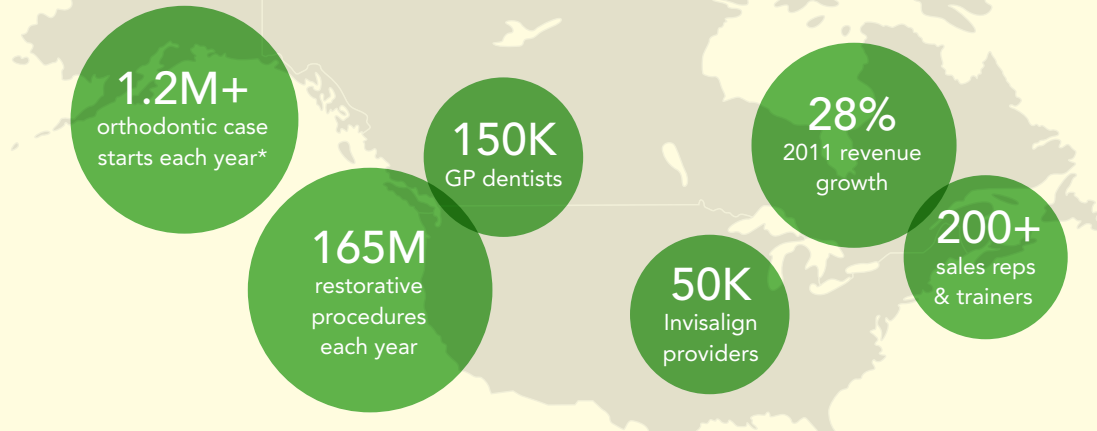 1.2M+
orthodontic case
starts each year*
150K
GP dentists
165M
restorative
procedures
each year
28%
2011 revenue
growth
50K
Invisalign
providers
200+
sales reps
& trainers